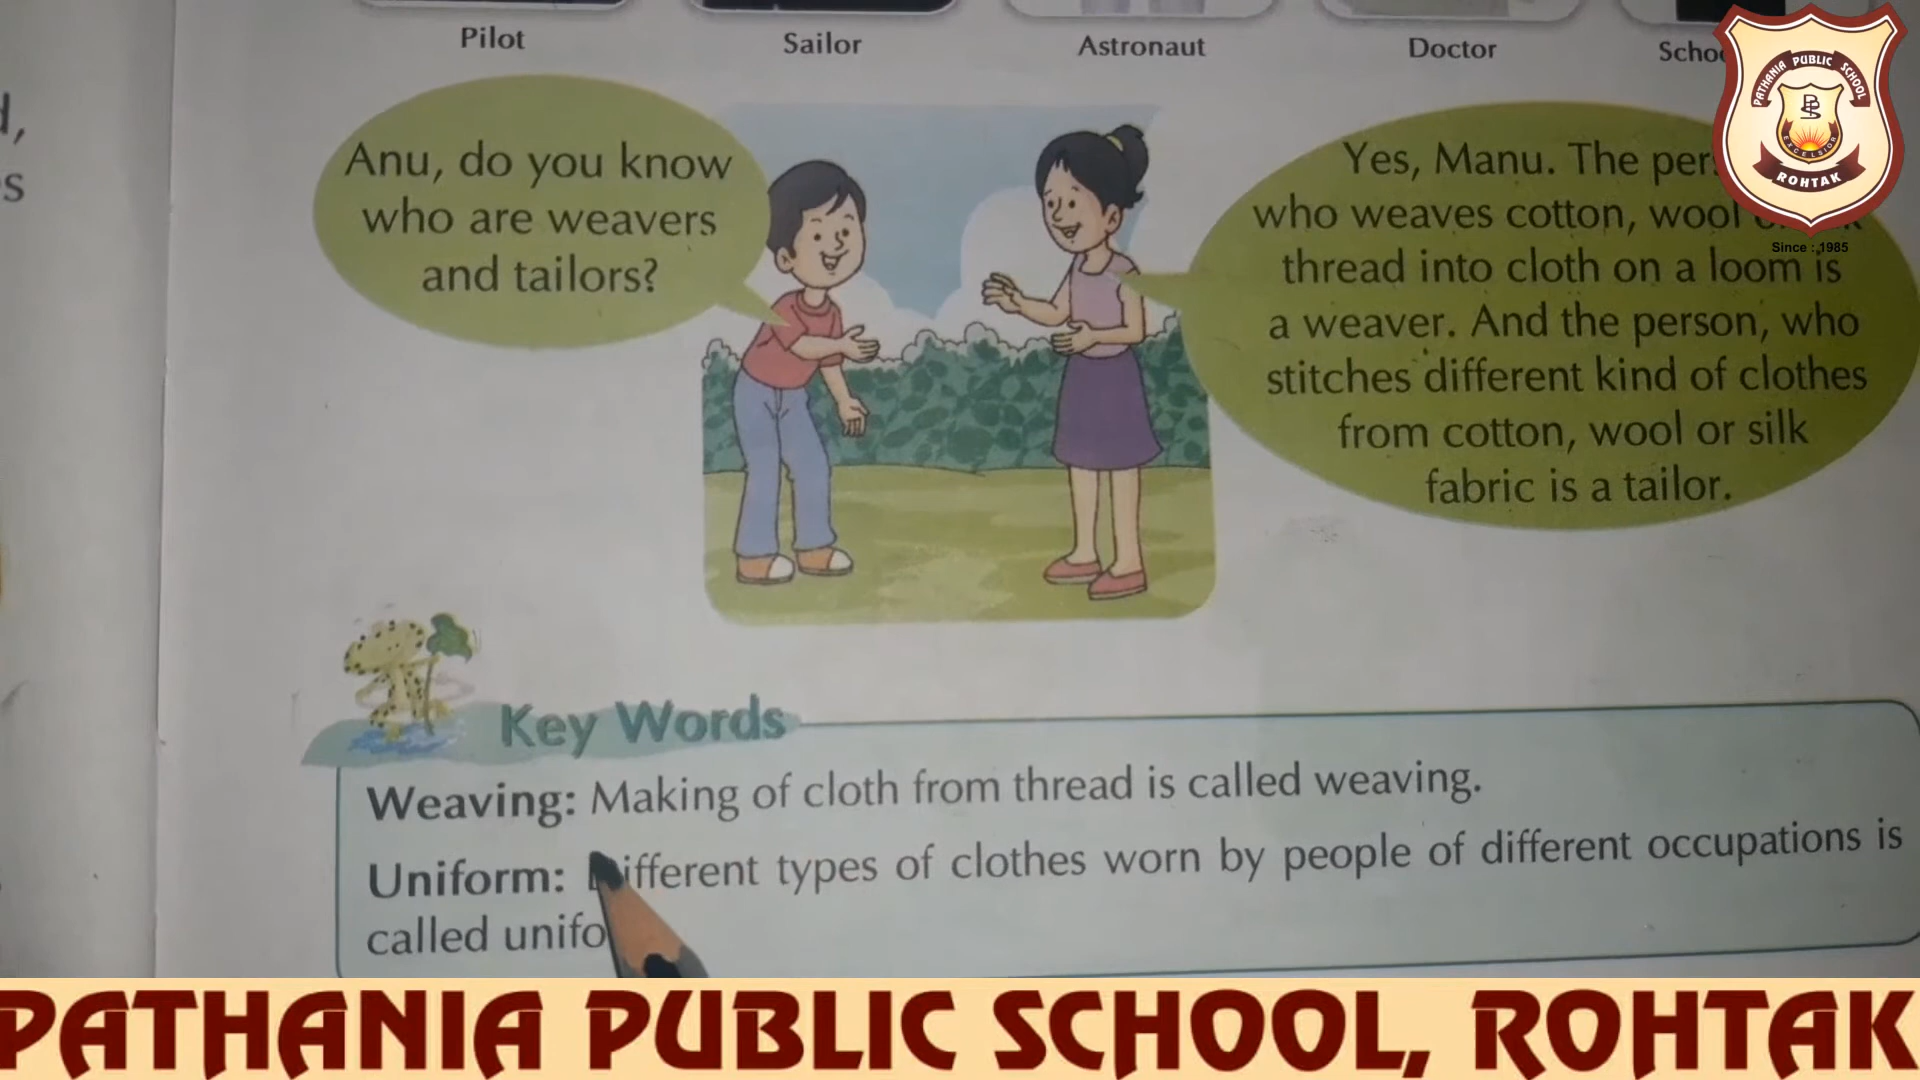 d,
s
Pilot
Sailor
Astronaut
Doctor
Anu, do you know
who are weavers
and tailors?
Yes, Manu. The
who weaves cotton, wool
thread into cloth on a loom is
a weaver. And the person, who
stitches different kind of clothes
from cotton, wool or silk
fabric is a tailor.
PATHANIA PUBLIC SCHOOL
EXCELSIOR
ROHTAK
Since : 1985
Key Words
Weaving: Making of cloth from thread is called weaving.
Uniform: Different types of clothes worn by people of different occupations is
called unifo
PATHANIA PUBLIC SCHOOL, ROHTAK